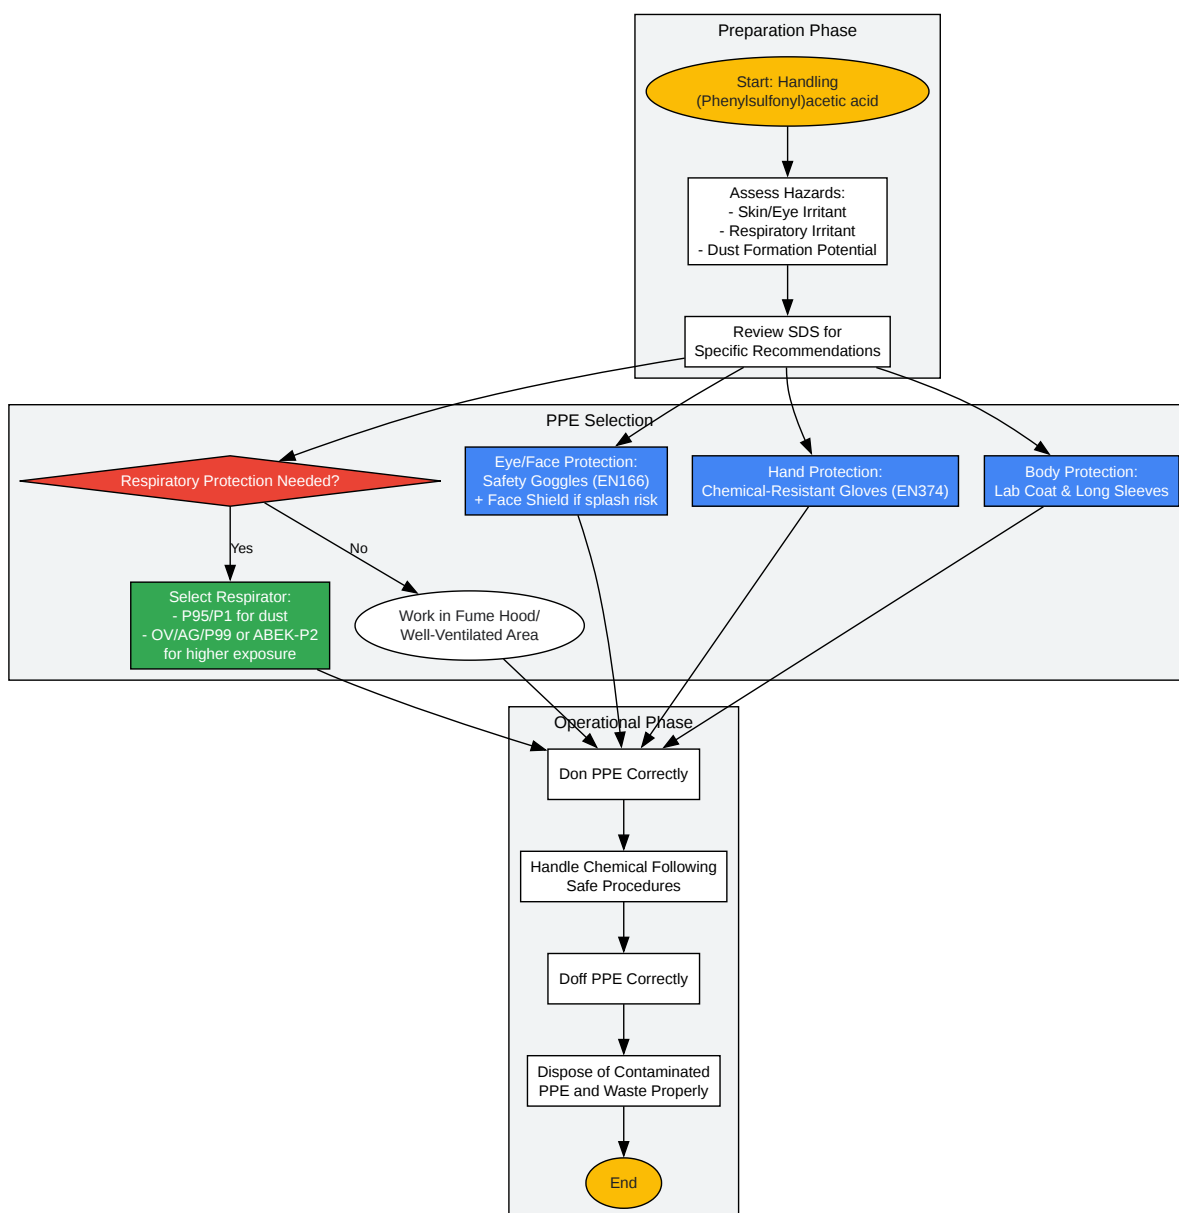 Preparation Phase
Start: Handling
(Phenylsulfonyl)acetic acid
Assess Hazards:
- Skin/Eye Irritant
- Respiratory Irritant
- Dust Formation Potential
Review SDS for
Specific Recommendations
PPE Selection
Respiratory Protection Needed?
Eye/Face Protection:
Safety Goggles (EN166)
+ Face Shield if splash risk
Hand Protection:
Chemical-Resistant Gloves (EN374)
Body Protection:
Lab Coat & Long Sleeves
Yes
No
Select Respirator:
- P95/P1 for dust
- OV/AG/P99 or ABEK-P2
for higher exposure
Work in Fume Hood/
Well-Ventilated Area
Operational Phase
Don PPE Correctly
Handle Chemical Following
Safe Procedures
Doff PPE Correctly
Dispose of Contaminated
PPE and Waste Properly
End